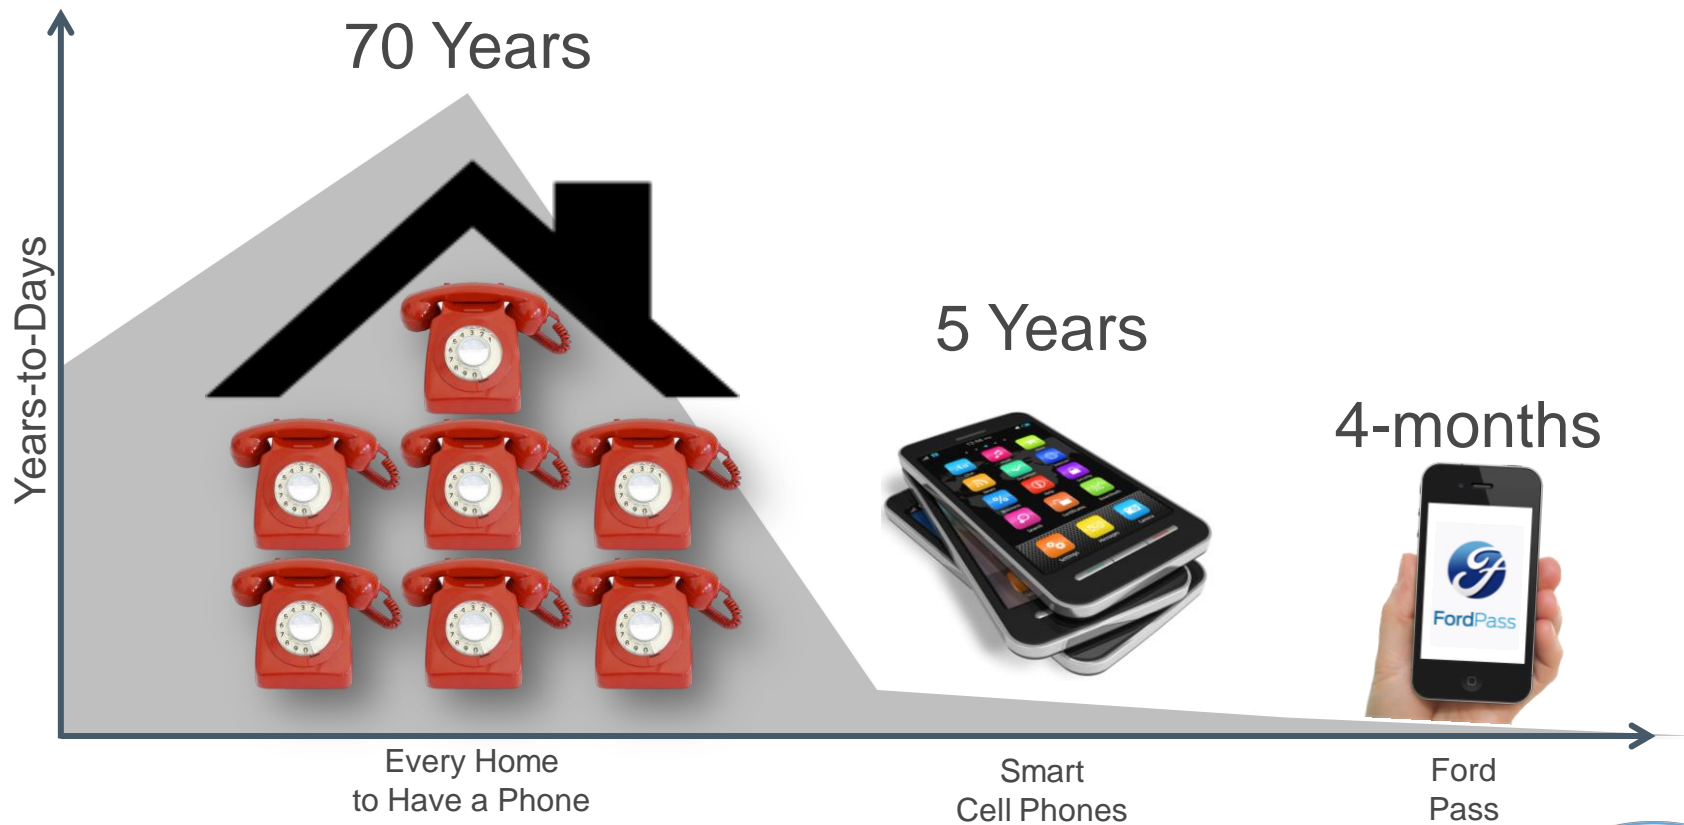 70 Years
Years-to-Days
5 Years
4-months
FordPass
Every Home
to Have a Phone
Smart
Cell Phones
Ford
Pass